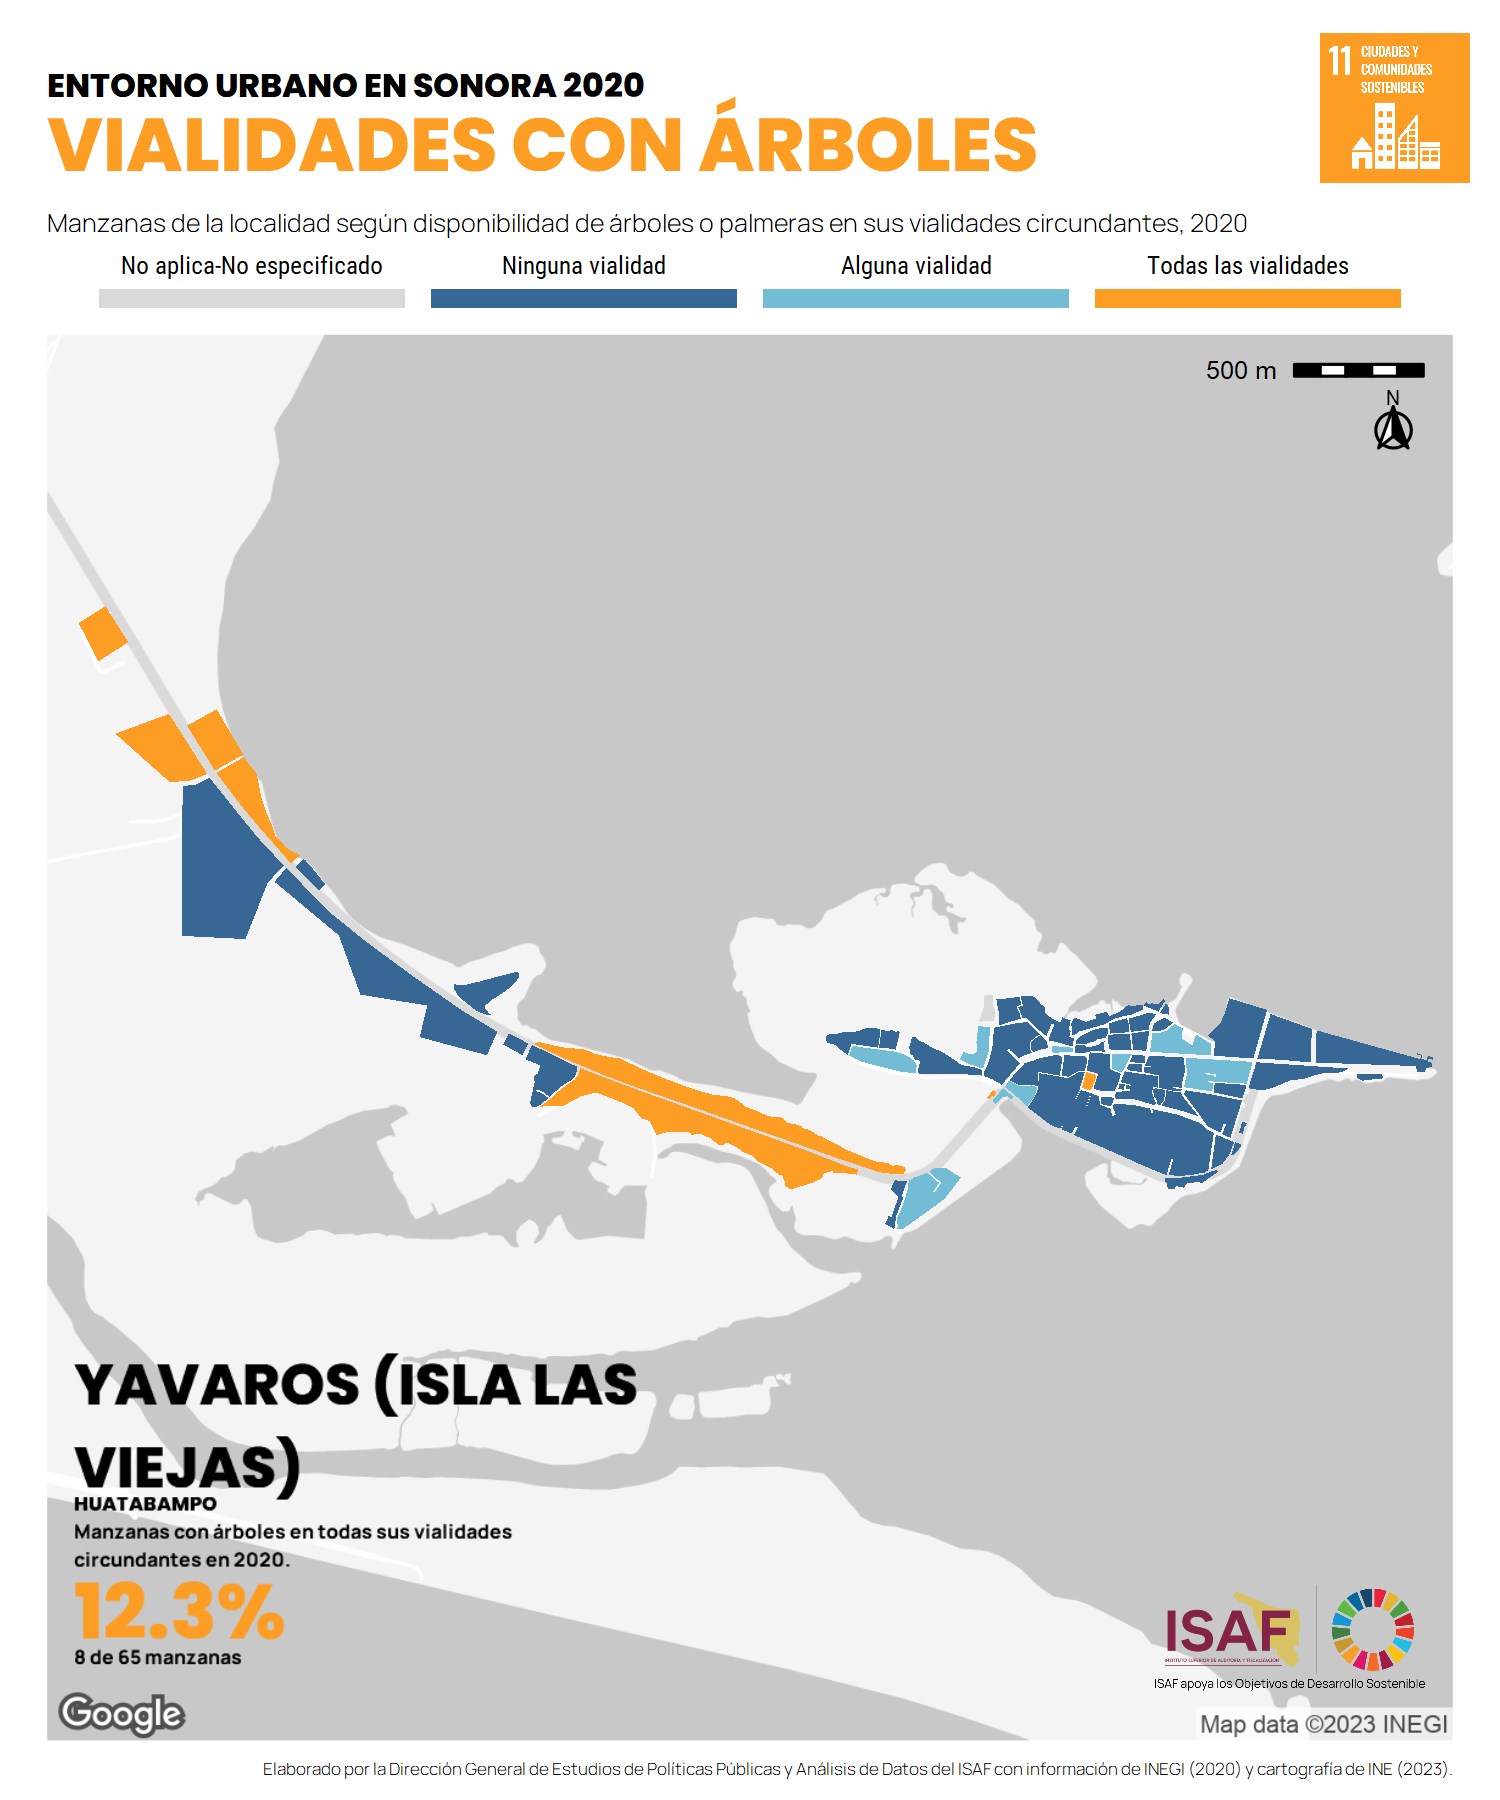 ENTORNO URBANO EN SONORA 2020
VIALIDADES CON ÁRBOLES
11 CIUDADES Y
COMUNIDADES
SOSTENIBLES
Manzanas de la localidad según disponibilidad de árboles o palmeras en sus vialidades circundantes, 2020
No aplica-No especificado
Ninguna vialidad
Alguna vialidad
Todas las vialidades
500 m
N
YAVAROS (ISLA LAS
VIEJAS)
HUATABAMPO
Manzanas con árboles en todas sus vialidades
circundantes en 2020.
12.3%
8 de 65 manzanas
ISAF
INSTITUTO SUPERIOR DE AUDITORÍA Y FISCALIZACIÓN
ISAF apoya los Objetivos de Desarrollo Sostenible
Google
Map data ©2023 INEGI
Elaborado por la Dirección General de Estudios de Políticas Públicas y Análisis de Datos del ISAF con información de INEGI (2020) y cartografía de INE (2023).